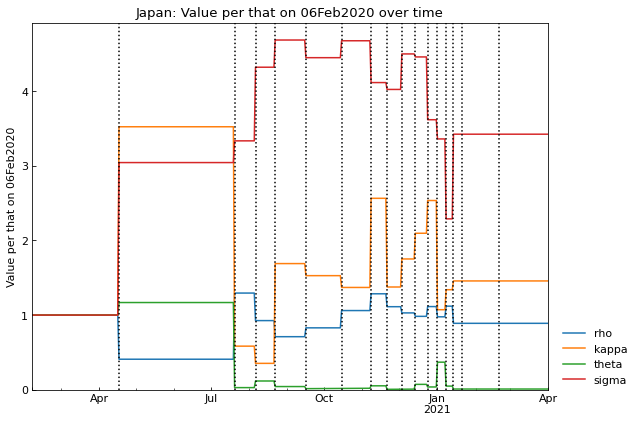 Japan: Value per that on 06Feb2020 over time
Value per that on 06Feb2020
4
3
2
1
0
Apr
Jul
Oct
Jan
2021
Apr
rho
kappa
theta
sigma